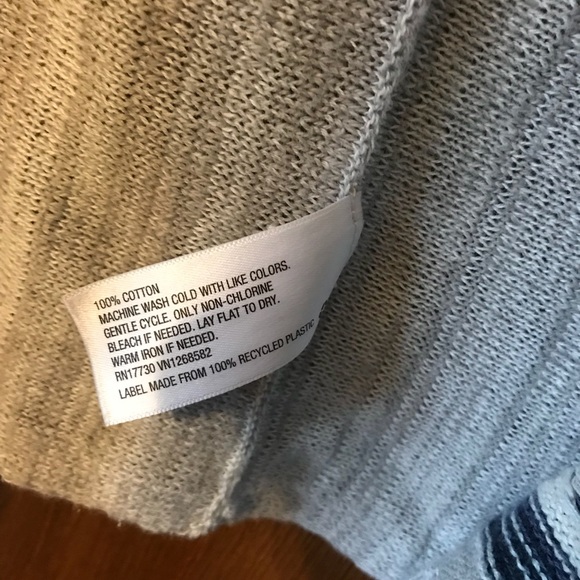 100% COTTON
MACHINE WASH COLD WITH LIKE COLORS.
GENTLE CYCLE. ONLY NON-CHLORINE
BLEACH IF NEEDED. LAY FLAT TO DRY.
WARM IRON IF NEEDED.
RN17730 VN1268582
LABEL MADE FROM 100% RECYCLED PLASTIC